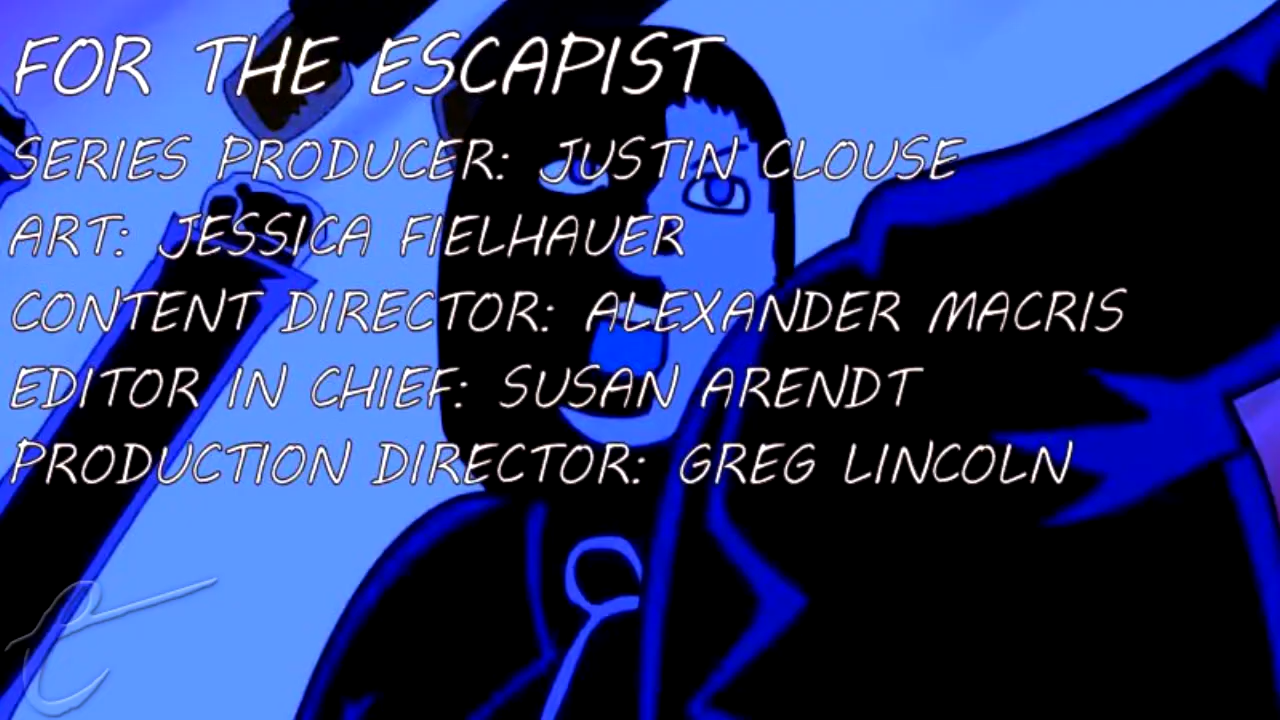 FOR THE ESCAPIST
SERIES PRODUCER: JUSTIN CLOUSE
ART: JESSICA FIELHAUER
CONTENT DIRECTOR: ALEXANDER MACRIS
EDITOR IN CHIEF: SUSAN ARENDT
PRODUCTION DIRECTOR: GREG LINCOLN